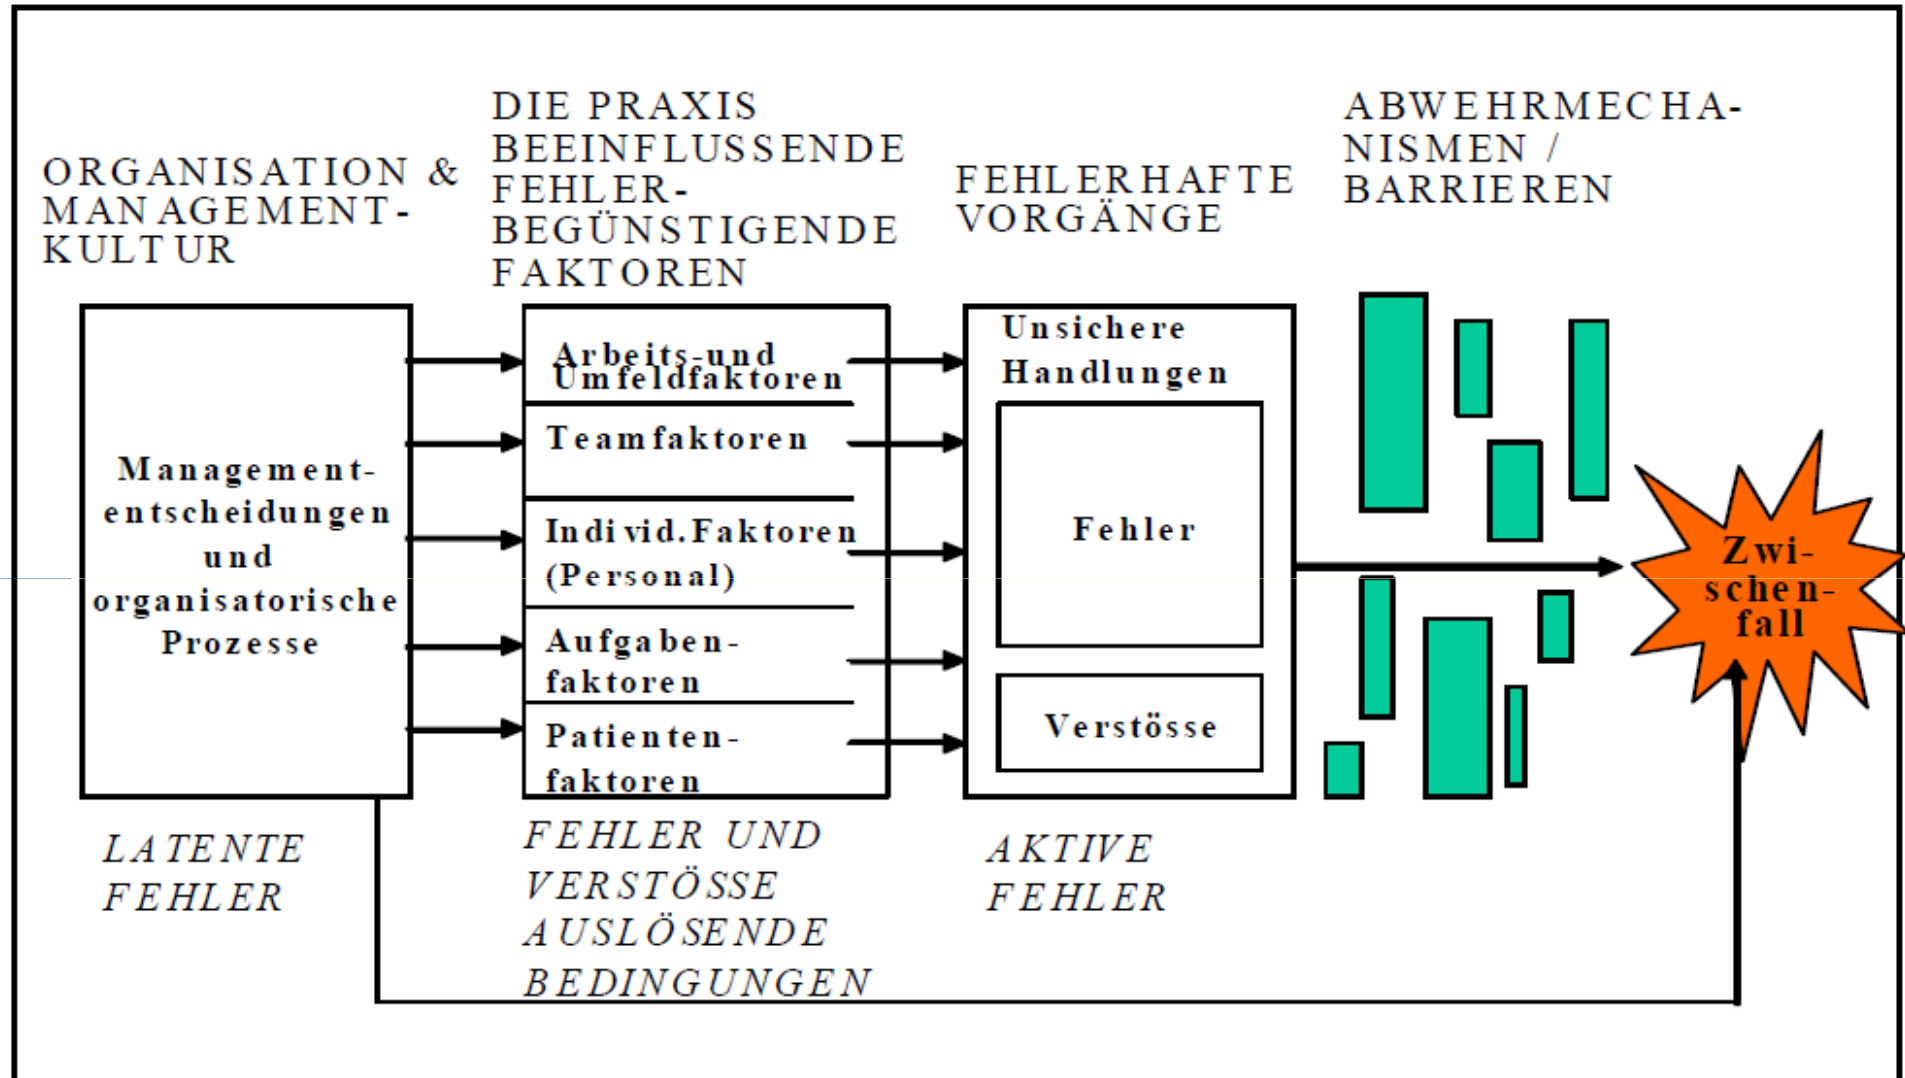 ORGANISATION &
MANAGEMENT-
KULTUR
DIE PRAXIS
BEEINFLUSSENDE
FEHLER-
BEGÜNSTIGENDE
FAKTOREN
FEHLERHAFTE
VORGÄNGE
ABWEHRMECHA-
NISMEN /
BARRIEREN
Management-
entscheidungen
und
organisatorische
Prozesse
Arbeits-und
Umfeldfaktoren
Teamfaktoren
Individ.Faktoren
(Personal)
Aufgaben-
faktoren
Patienten-
faktoren
Unsichere
Handlungen
Fehler
Verstösse
Zwi-
schen-
fall
LATENTE
FEHLER
FEHLER UND
VERSTÖSSE
AUSLÖSENDE
BEDINGUNGEN
AKTIVE
FEHLER